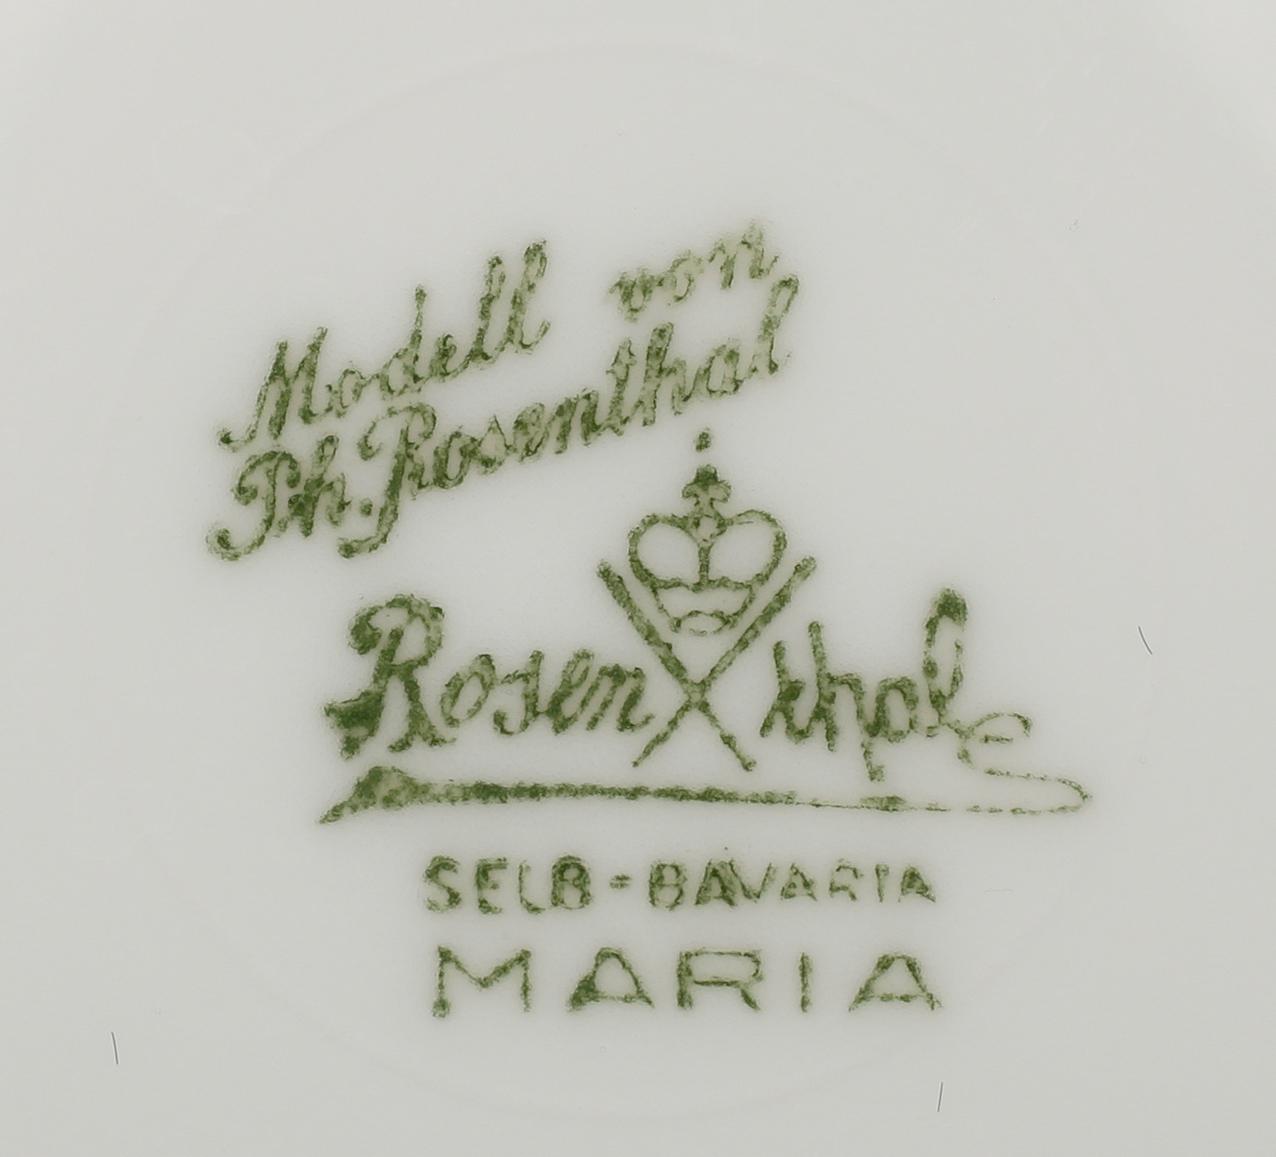 Modell von
Ph. Rosenthal
Rosenthal
SELB-BAVARIA
MARIA